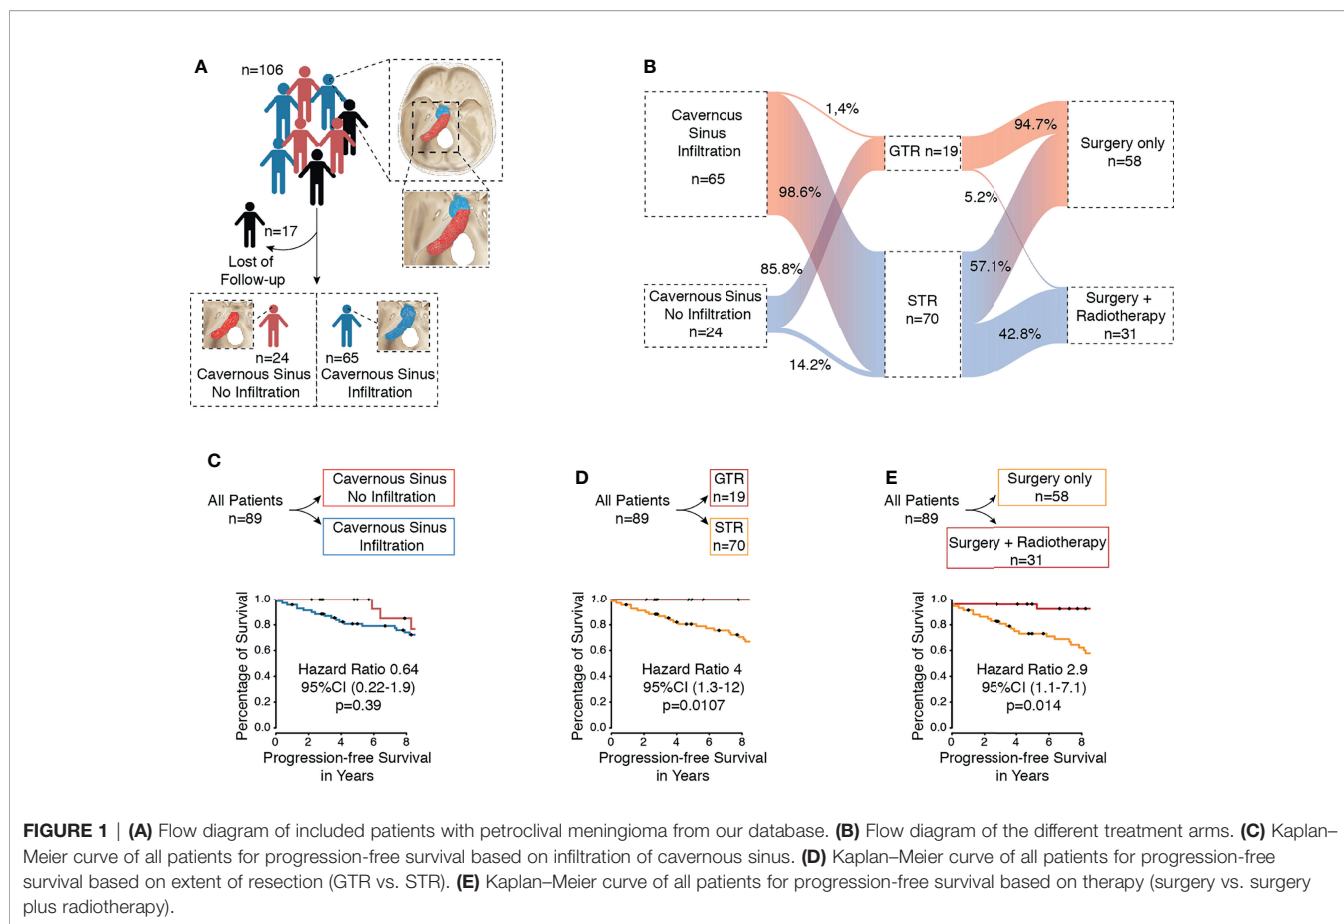 A
n=106
n=17
Lost of
Follow-up
n=24
Cavernous Sinus
No Infiltration
n=65
Cavernous Sinus
Infiltration
B
Caverncus
Sinus
Infiltration
n=65
1,4%
98.6%
85.8%
Cavernous Sinus
No Infiltration
n=24
14.2%
GTR n=19
STR
n=70
94.7%
5.2%
57.1%
42.8%
Surgery only
n=58
Surgery +
Radiotherapy
n=31
C
All Patients
n=89
Cavernous Sinus
No Infiltration
Cavernous Sinus
Infiltration
Percentage of Survival
1.0
0.8
0.6
0.4
0.2
0.0
Hazard Ratio 0.64
95%CI (0.22-1.9)
p=0.39
0 2 4 6 8
Progression-free Survival
in Years
D
All Patients
n=89
GTR
n=19
STR
n=70
Percentage of Survival
1.0
0.8
0.6
0.4
0.2
0.0
Hazard Ratio 4
95%CI (1.3-12)
p=0.0107
0 2 4 6 8
Progression-free Survival
in Years
E
All Patients
n=89
Surgery only
n=58
Surgery + Radiotherapy
n=31
Percentage of Survival
1.0
0.8
0.6
0.4
0.2
0.0
Hazard Ratio 2.9
95%CI (1.1-7.1)
p=0.014
0 2 4 6 8
Progression-free Survival
in Years
FIGURE 1 | (A) Flow diagram of included patients with petroclival meningioma from our database. (B) Flow diagram of the different treatment arms. (C) Kaplan–
Meier curve of all patients for progression-free survival based on infiltration of cavernous sinus. (D) Kaplan–Meier curve of all patients for progression-free
survival based on extent of resection (GTR vs. STR). (E) Kaplan–Meier curve of all patients for progression-free survival based on therapy (surgery vs. surgery
plus radiotherapy).